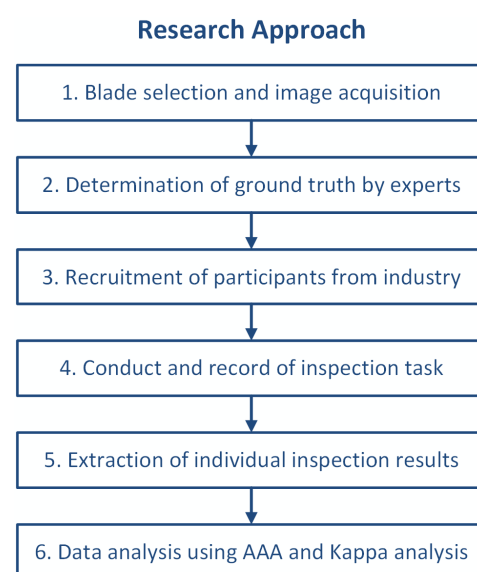 Research Approach
1. Blade selection and image acquisition
2. Determination of ground truth by experts
3. Recruitment of participants from industry
4. Conduct and record of inspection task
5. Extraction of individual inspection results
6. Data analysis using AAA and Kappa analysis